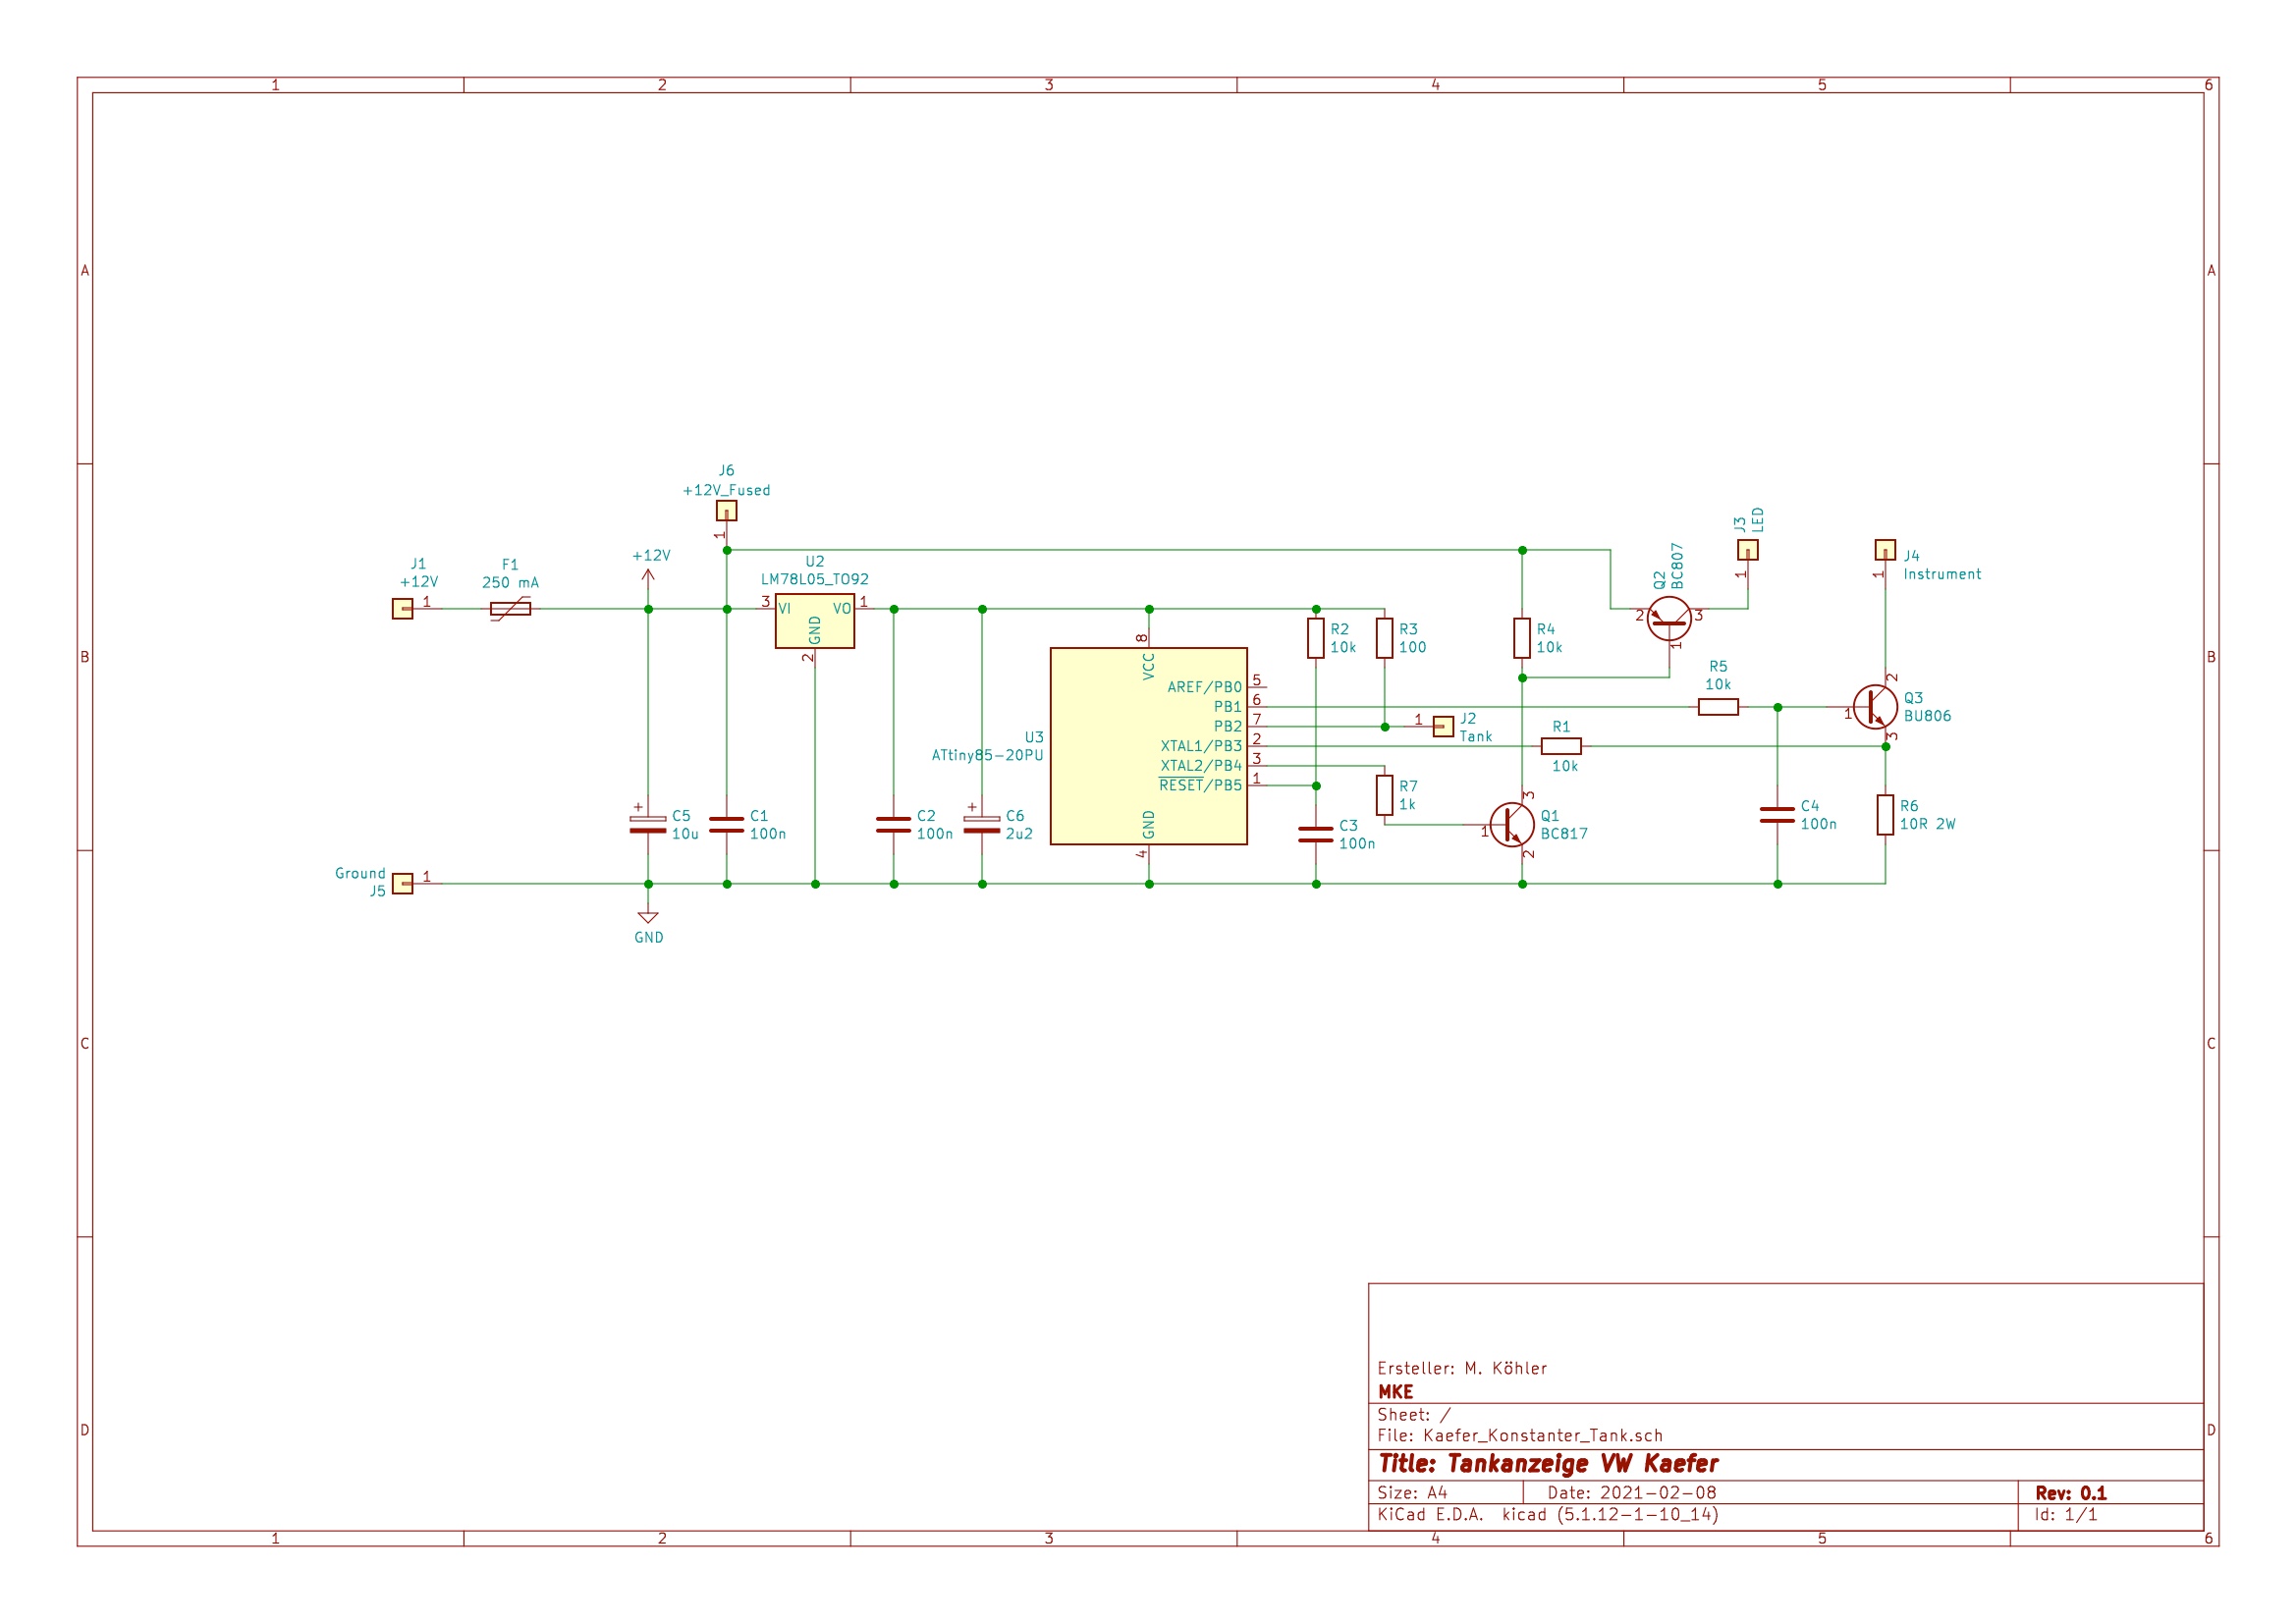 1 2 3 4 5 6
A A
J6
+12V_Fused
J3
LED
1
+12V
J1
+12V
1
F1
250 mA
U2
LM78L05_TO92
3 VI VO 1
GND
2
Q2
BC807
2 3
1
1
J4
Instrument
1
B B
8
VCC
R2
10k
R3
100
R4
10k
R5
10k
2
Q3
BU806
1
3
AREF/PB0 5
PB1 6
PB2 7
XTAL1/PB3 2
XTAL2/PB4 3
RESET/PB5 1
GND
4
U3
ATtiny85-20PU
1 J2
Tank
R1
10k
R7
1k
3
Q1
BC817
1
2
+ C5
10u
C1
100n
C2
100n
+ C6
2u2
C3
100n
C4
100n
R6
10R 2W
Ground
J5
1
GND
C C
D D
Ersteller: M. Köhler
MKE
Sheet: /
File: Kaefer_Konstanter_Tank.sch
Title: Tankanzeige VW Kaefer
Size: A4 Date: 2021-02-08 Rev: 0.1
KiCad E.D.A. kicad (5.1.12-1-10_14) Id: 1/1
1 2 3 4 5 6